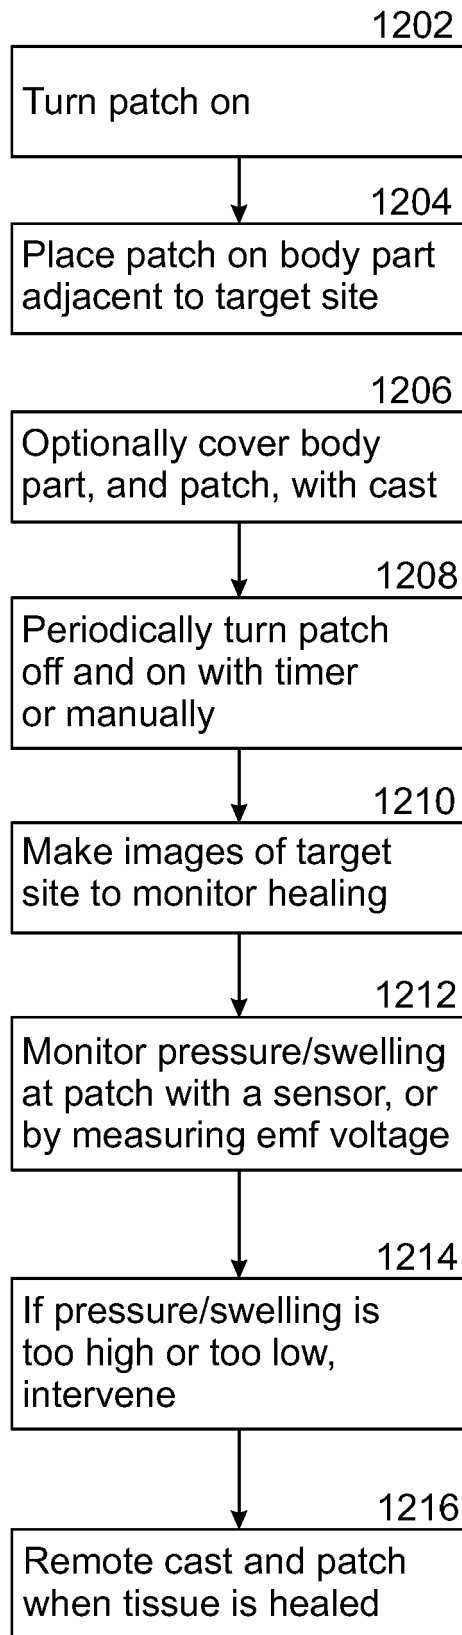 1202
Turn patch on
1204
Place patch on body part
adjacent to target site
1206
Optionally cover body
part, and patch, with cast
1208
Periodically turn patch
off and on with timer
or manually
1210
Make images of target
site to monitor healing
1212
Monitor pressure/swelling
at patch with a sensor, or
by measuring emf voltage
1214
If pressure/swelling is
too high or too low,
intervene
1216
Remote cast and patch
when tissue is healed